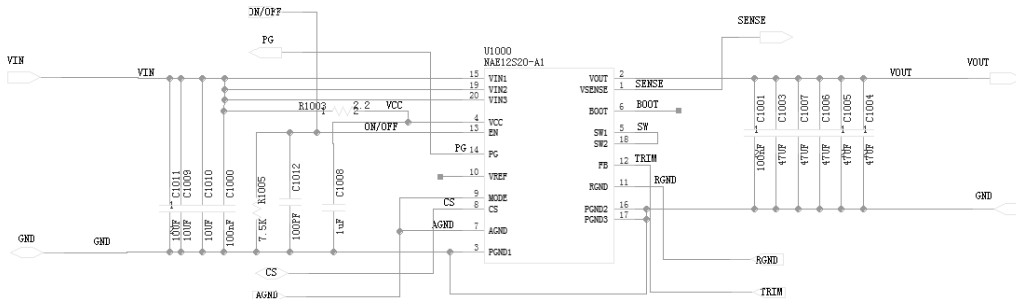 ON/OFF
SENSE
PG
U1000
NAE12S20-A1
VIN
VIN
15 VIN1
VOUT 2
VOUT
VOUT
19 VIN2
VSENSE 1 SENSE
20 VIN3
R1003 1 2.2 VCC
BOOT 6 BOOT
4 VCC
ON/OFF
13 EN
SW1 5 SW
SW2 18
PG 14 PG
FB 12 TRIM
10 VREF
RGND 11 RGND
9 MODE
CS 8 CS
PGND2 16
GND
PGND3 17
AGND 7 AGND
GND
GND
3 PGND1
C1011 1 10UF
C1009 10UF
C1010 10UF
C1000 100nF
R1005 7.5K
C1012 100PF
C1008 1uF
C1001 1 100nF
C1003 47UF
C1007 47UF
C1006 47UF
C1005 1 47UF
C1004 1 47UF
CS
RGND
AGND
TRIM